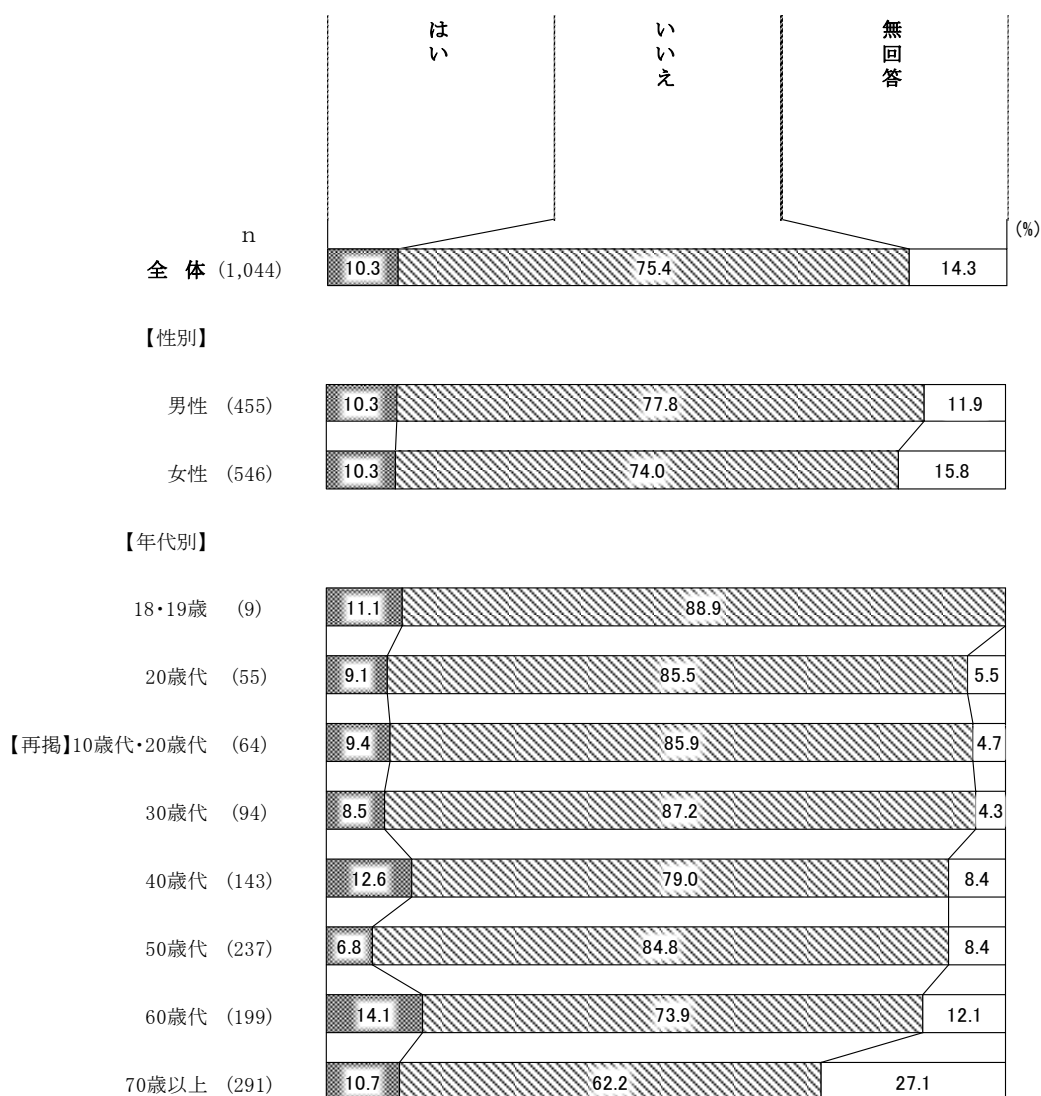 はい いいえ 無回答
(%)
n
全 体 (1,044) 10.3 75.4 14.3
【性別】
男性 (455) 10.3 77.8 11.9
女性 (546) 10.3 74.0 15.8
【年代別】
18・19歳 (9) 11.1 88.9
20歳代 (55) 9.1 85.5 5.5
【再掲】10歳代・20歳代 (64) 9.4 85.9 4.7
30歳代 (94) 8.5 87.2 4.3
40歳代 (143) 12.6 79.0 8.4
50歳代 (237) 6.8 84.8 8.4
60歳代 (199) 14.1 73.9 12.1
70歳以上 (291) 10.7 62.2 27.1